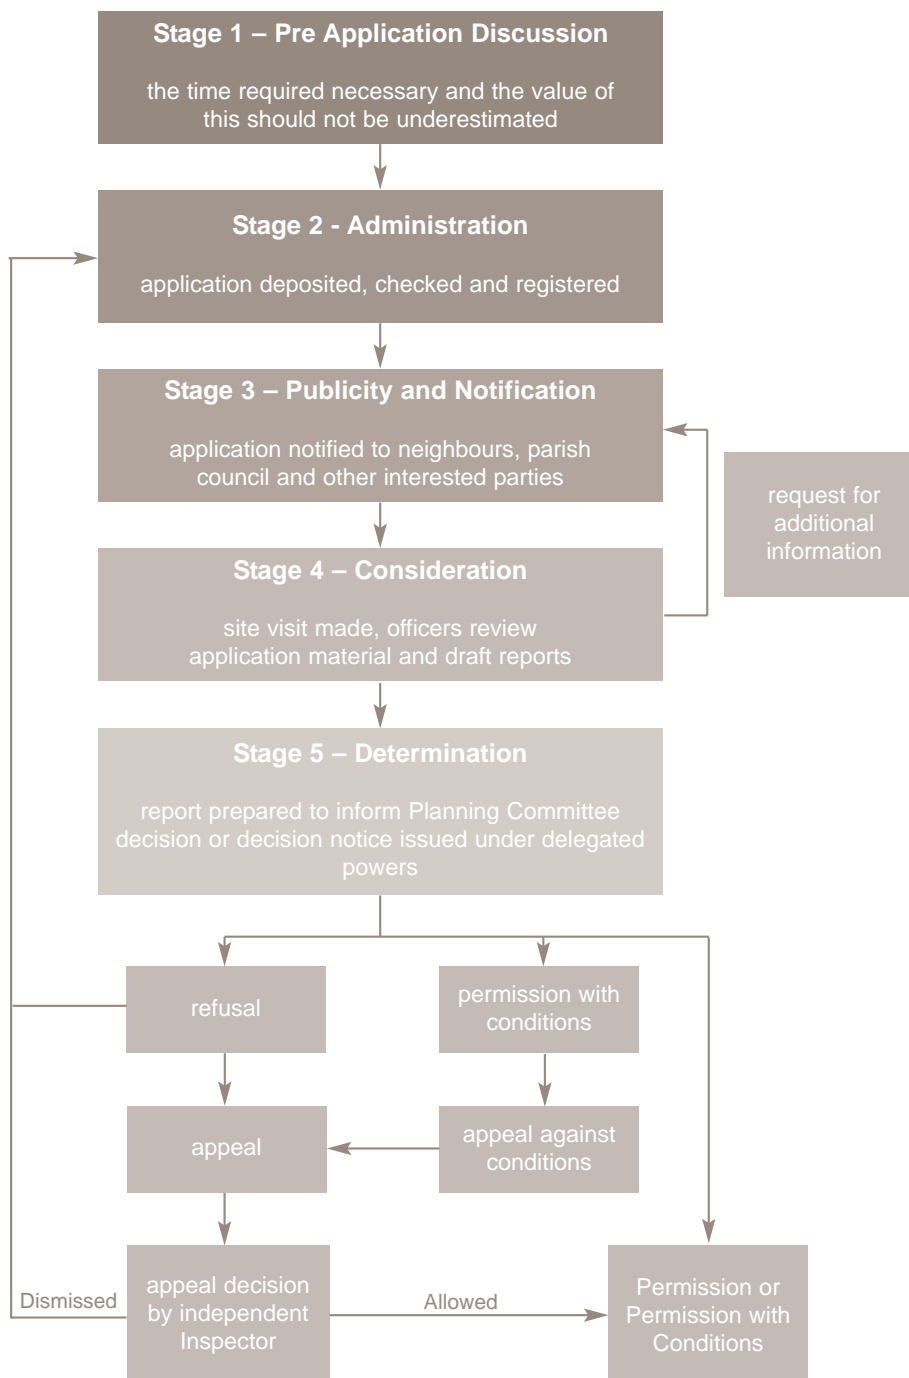 Stage 1 – Pre Application Discussion
the time required necessary and the value of
this should not be underestimated
Stage 2 - Administration
application deposited, checked and registered
Stage 3 – Publicity and Notification
application notified to neighbours, parish
council and other interested parties
request for
additional
information
Stage 4 – Consideration
site visit made, officers review
application material and draft reports
Stage 5 – Determination
report prepared to inform Planning Committee
decision or decision notice issued under delegated
powers
refusal
permission with
conditions
appeal
appeal against
conditions
Dismissed
appeal decision
by independent
Inspector
Allowed
Permission or
Permission with
Conditions